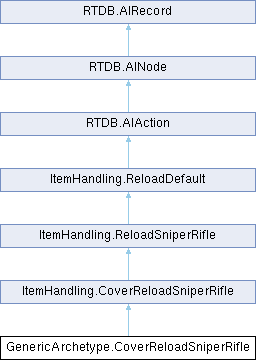 RTDB.AIRecord
RTDB.AINode
RTDB.AIAction
ItemHandling.ReloadDefault
ItemHandling.ReloadSniperRifle
ItemHandling.CoverReloadSniperRifle
GenericArchetype.CoverReloadSniperRifle